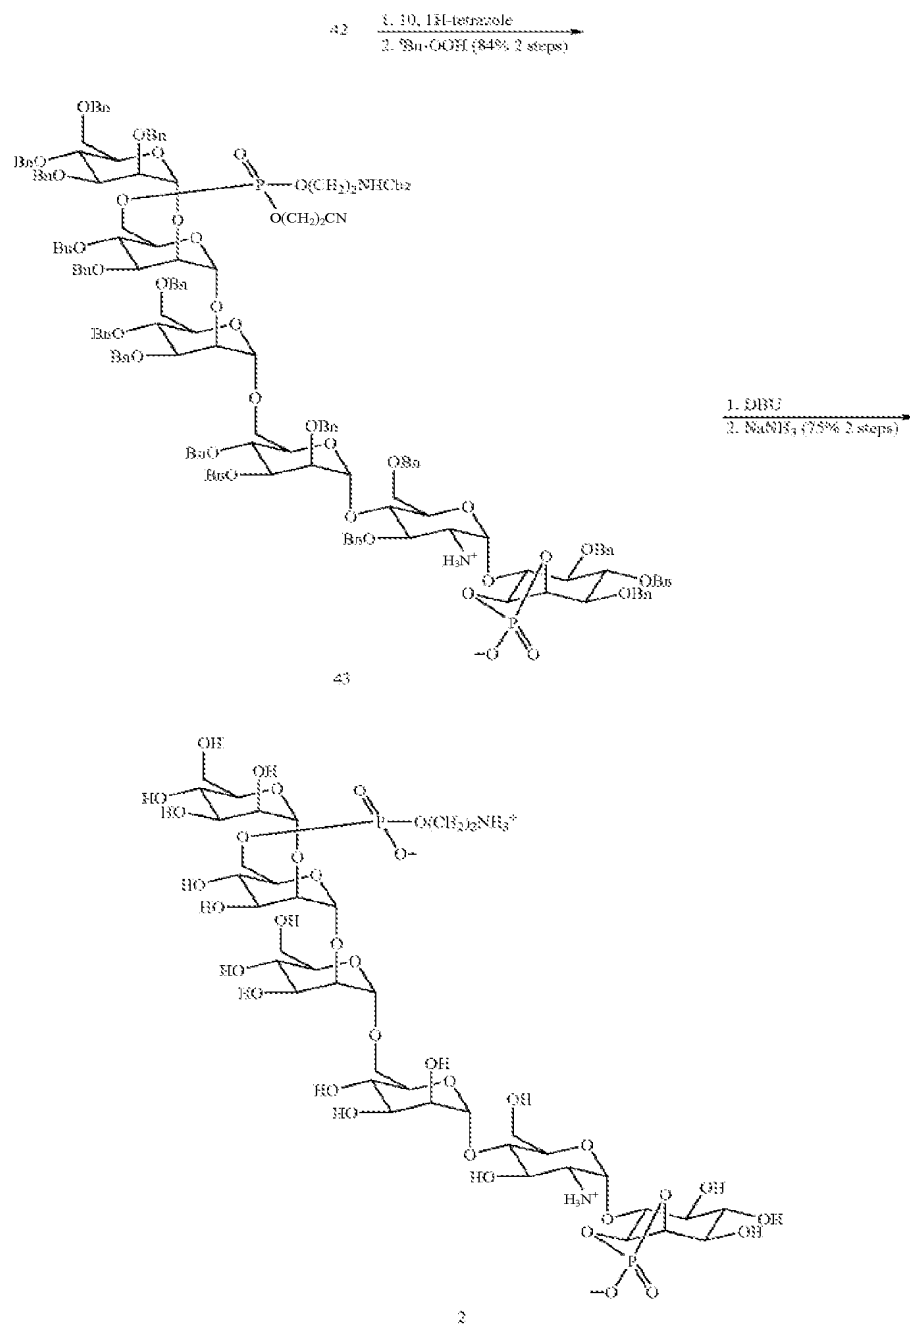 42
1. 10, 1H-tetrazole
2. ᵗBu-OOH (84% 2 steps)
OBn
OBn
O
O
BnO
BnO
P
O(CH₂)₂NHCbz
O
O
O(CH₂)₂CN
O
BnO
BnO
OBn
O
O
BnO
BnO
O
OBn
O
BnO
BnO
O
OBn
O
BnO
H₃N⁺
O
O
OBn
OBn
OBn
O
P
–O
O
1. DBU
2. NaNH₃ (75% 2 steps)
43
OH
OH
O
O
HO
HO
P
O(CH₂)₂NH₃⁺
O
O
O–
O
HO
HO
OH
O
O
HO
HO
O
OH
O
HO
HO
O
OH
O
HO
H₃N⁺
O
O
OH
OH
OH
O
P
–O
O
2